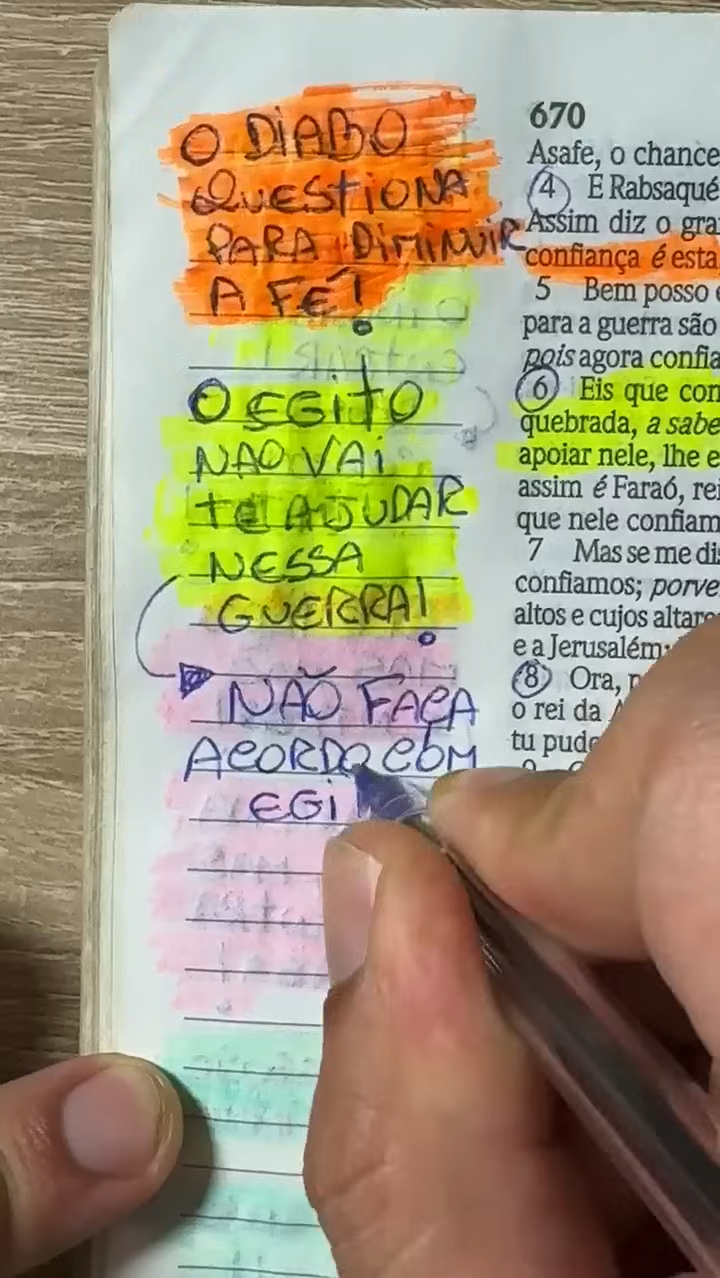 O DIABO
QUESTIONA
PARA DIMINUIR
A FÉ!
O EGITO
NAO VAI
TE AJUDAR
NESSA
GUERRA!
NÃO FAÇA
ACORDO COM
EGI
670
Asafe, o chance
4 E Rabsaqué
Assim diz o gra
confiança é esta
5 Bem posso
para a guerra são
pois agora confia
6 Eis que con
quebrada, a sabe
apoiar nele, lhe e
assim é Faraó, rei
que nele confiam
7 Mas se me di
confiamos; porve
altos e cujos altar
e a Jerusalém:
8 Ora,
o rei da
tu pude